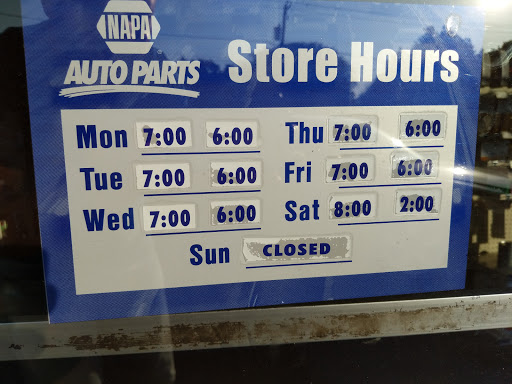 NAPA
AUTO PARTS
Store Hours
Mon 7:00 6:00
Tue 7:00 6:00
Wed 7:00 6:00
Thu 7:00 6:00
Fri 7:00 6:00
Sat 8:00 2:00
Sun CLOSED